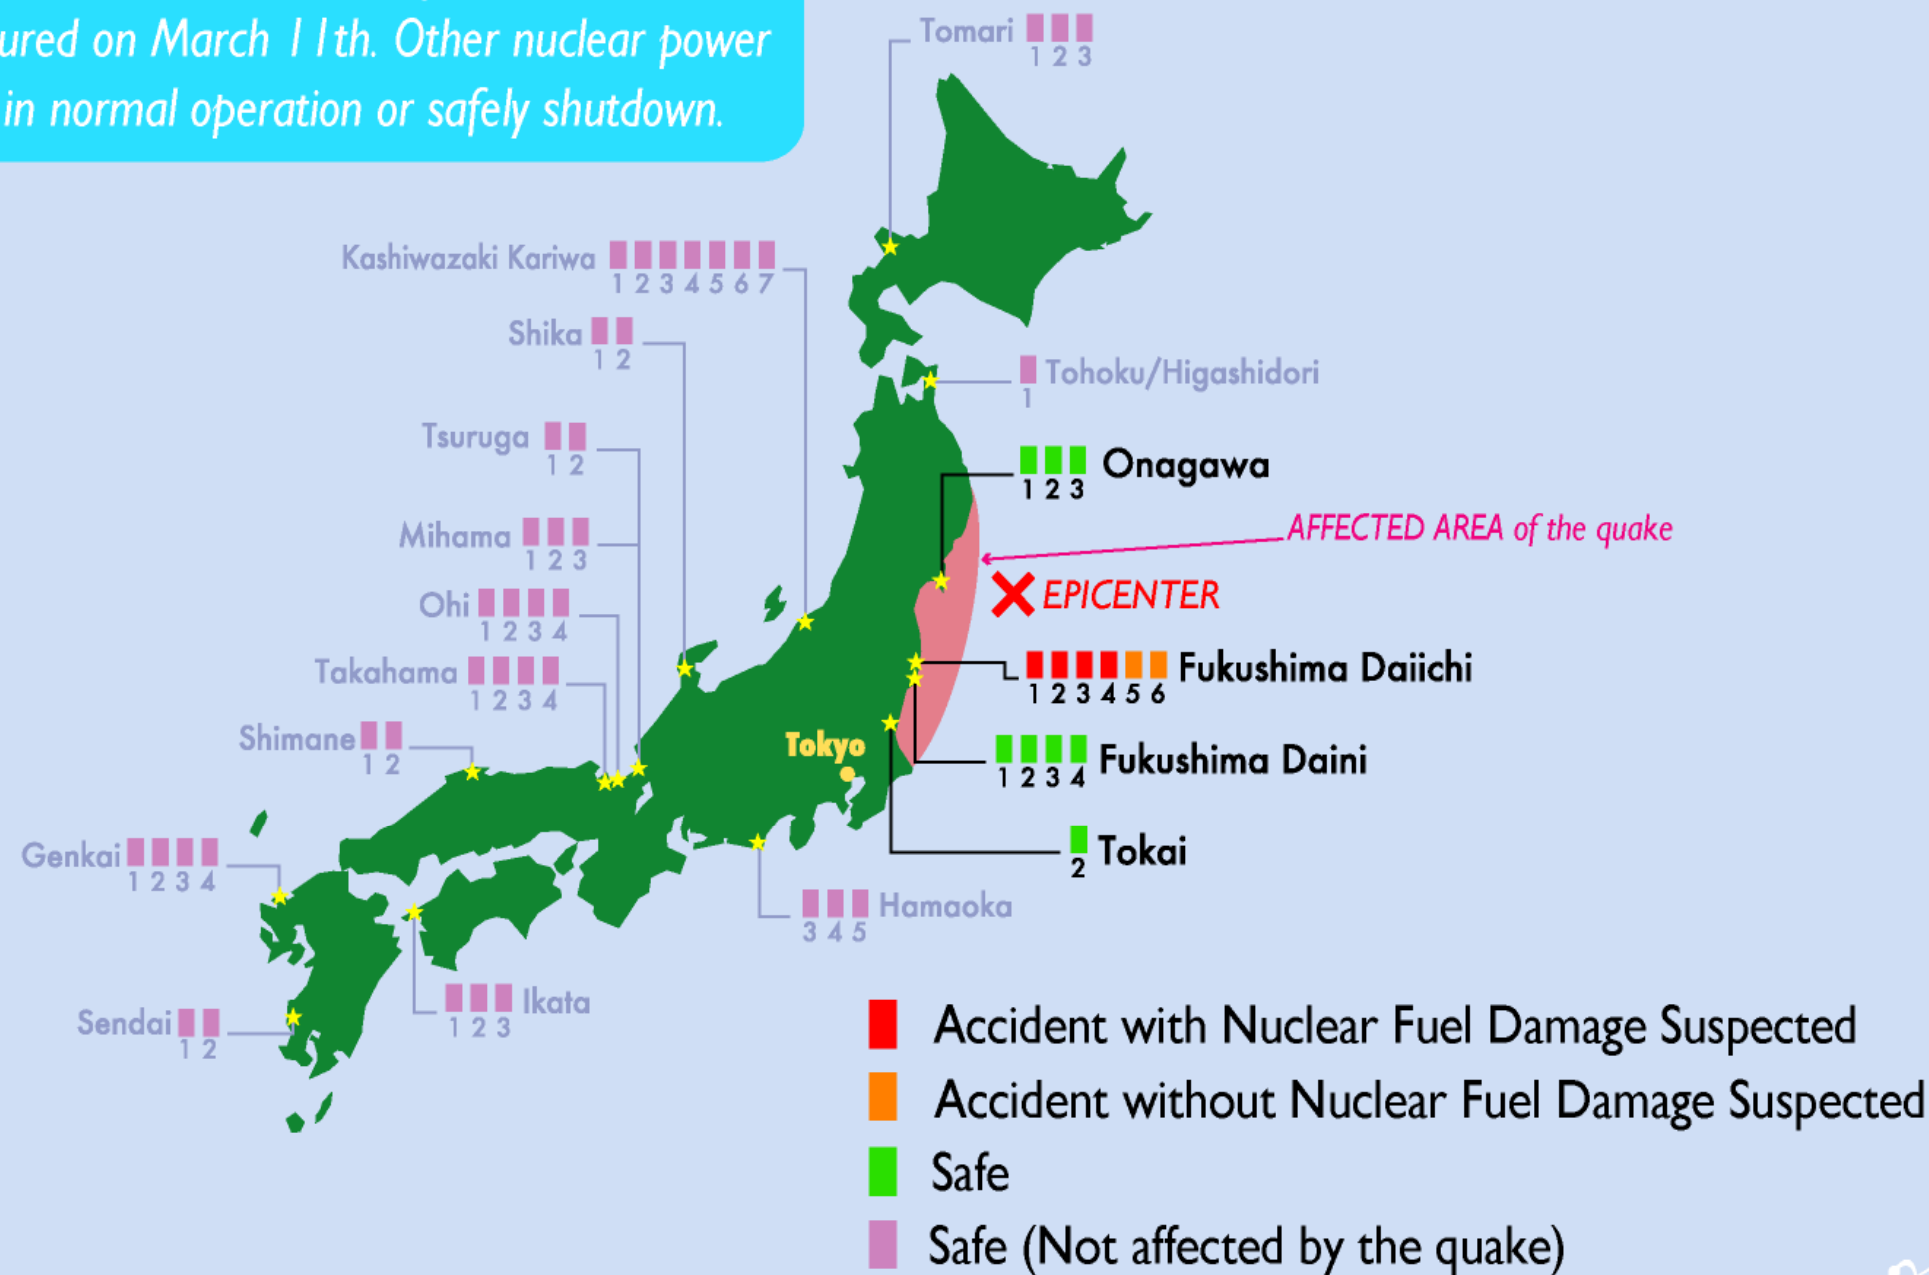 ured on March 11th. Other nuclear power
in normal operation or safely shutdown.
Tomari
1 2 3
Kashiwazaki Kariwa
1 2 3 4 5 6 7
Shika
1 2
Tohoku/Higashidori
1
Tsuruga
1 2
Onagawa
1 2 3
Mihama
1 2 3
AFFECTED AREA of the quake
EPICENTER
Ohi
1 2 3 4
Takahama
1 2 3 4
Fukushima Daiichi
1 2 3 4 5 6
Shimane
1 2
Tokyo
Fukushima Daini
1 2 3 4
Genkai
1 2 3 4
Tokai
2
Hamaoka
3 4 5
Ikata
1 2 3
Sendai
1 2
Accident with Nuclear Fuel Damage Suspected
Accident without Nuclear Fuel Damage Suspected
Safe
Safe (Not affected by the quake)